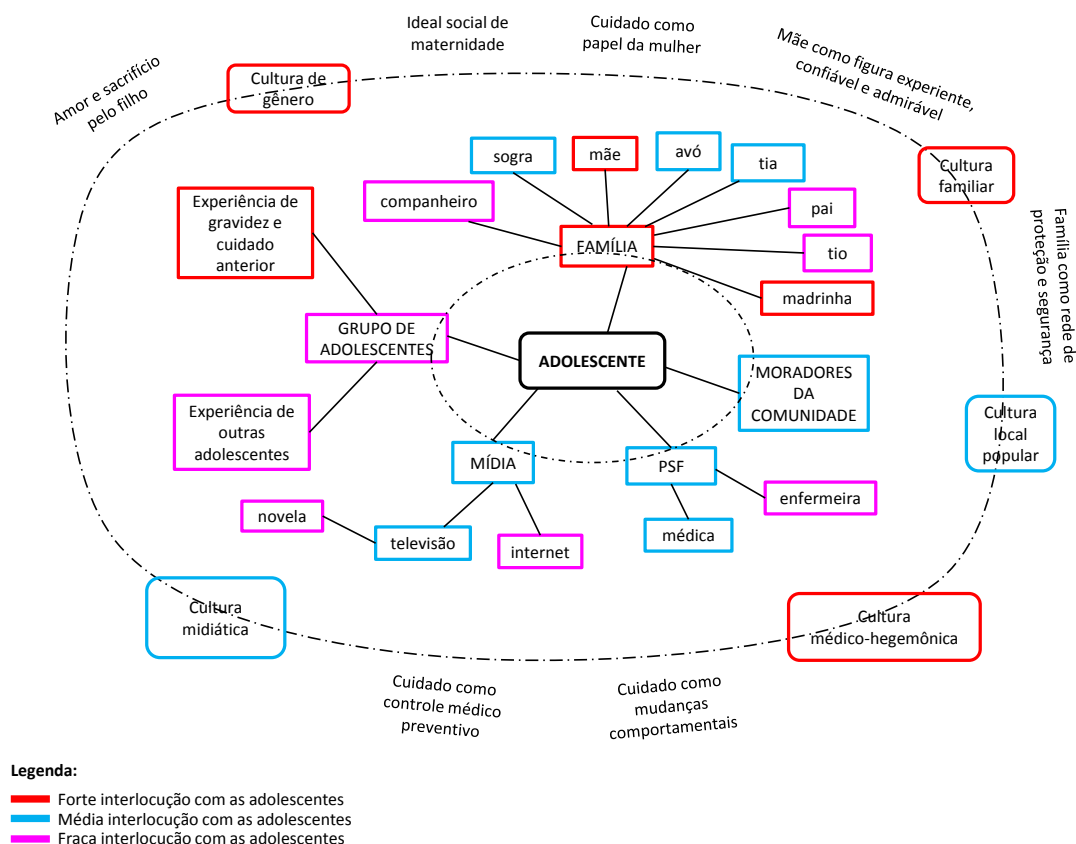 Ideal social de
maternidade
Cuidado como
papel da mulher
Mãe como figura experiente,
confiável e admirável
Amor e sacrifício
pelo filho
Cultura de
gênero
Cultura
familiar
Família como rede de
proteção e segurança
sogra
mãe
avó
tia
companheiro
pai
tio
madrinha
FAMÍLIA
Experiência de
gravidez e
cuidado
anterior
GRUPO DE
ADOLESCENTES
ADOLESCENTE
MORADORES
DA
COMUNIDADE
Experiência de
outras
adolescentes
Cultura
local
popular
MÍDIA
PSF
enfermeira
novela
televisão
internet
médica
Cultura
midiática
Cultura
médico-hegemônica
Cuidado como
controle médico
preventivo
Cuidado como
mudanças
comportamentais
Legenda:
Forte interlocução com as adolescentes
Média interlocução com as adolescentes
Fraca interlocução com as adolescentes